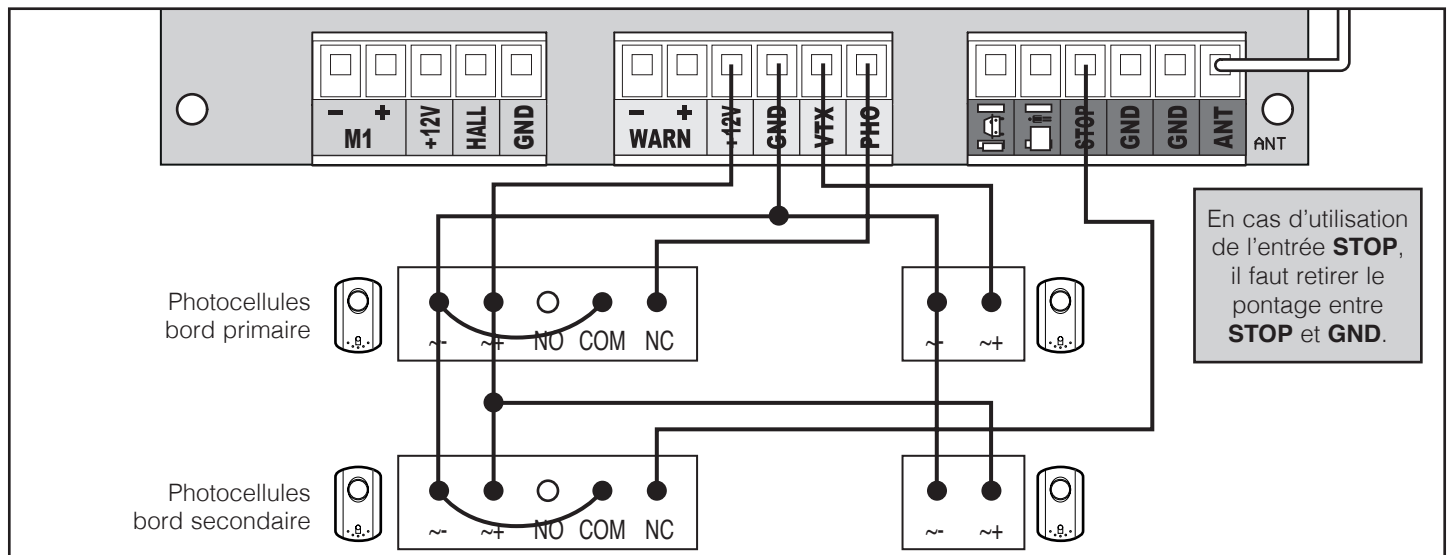 - + +12V HALL GND
M1
- + +12V GND VTX PHO
WARN
STOP GND GND ANT
ANT
En cas d’utilisation
de l’entrée STOP,
il faut retirer le
pontage entre
STOP et GND.
Photocellules
bord primaire
~- ~+ NO COM NC
~- ~+
Photocellules
bord secondaire
~- ~+ NO COM NC
~- ~+